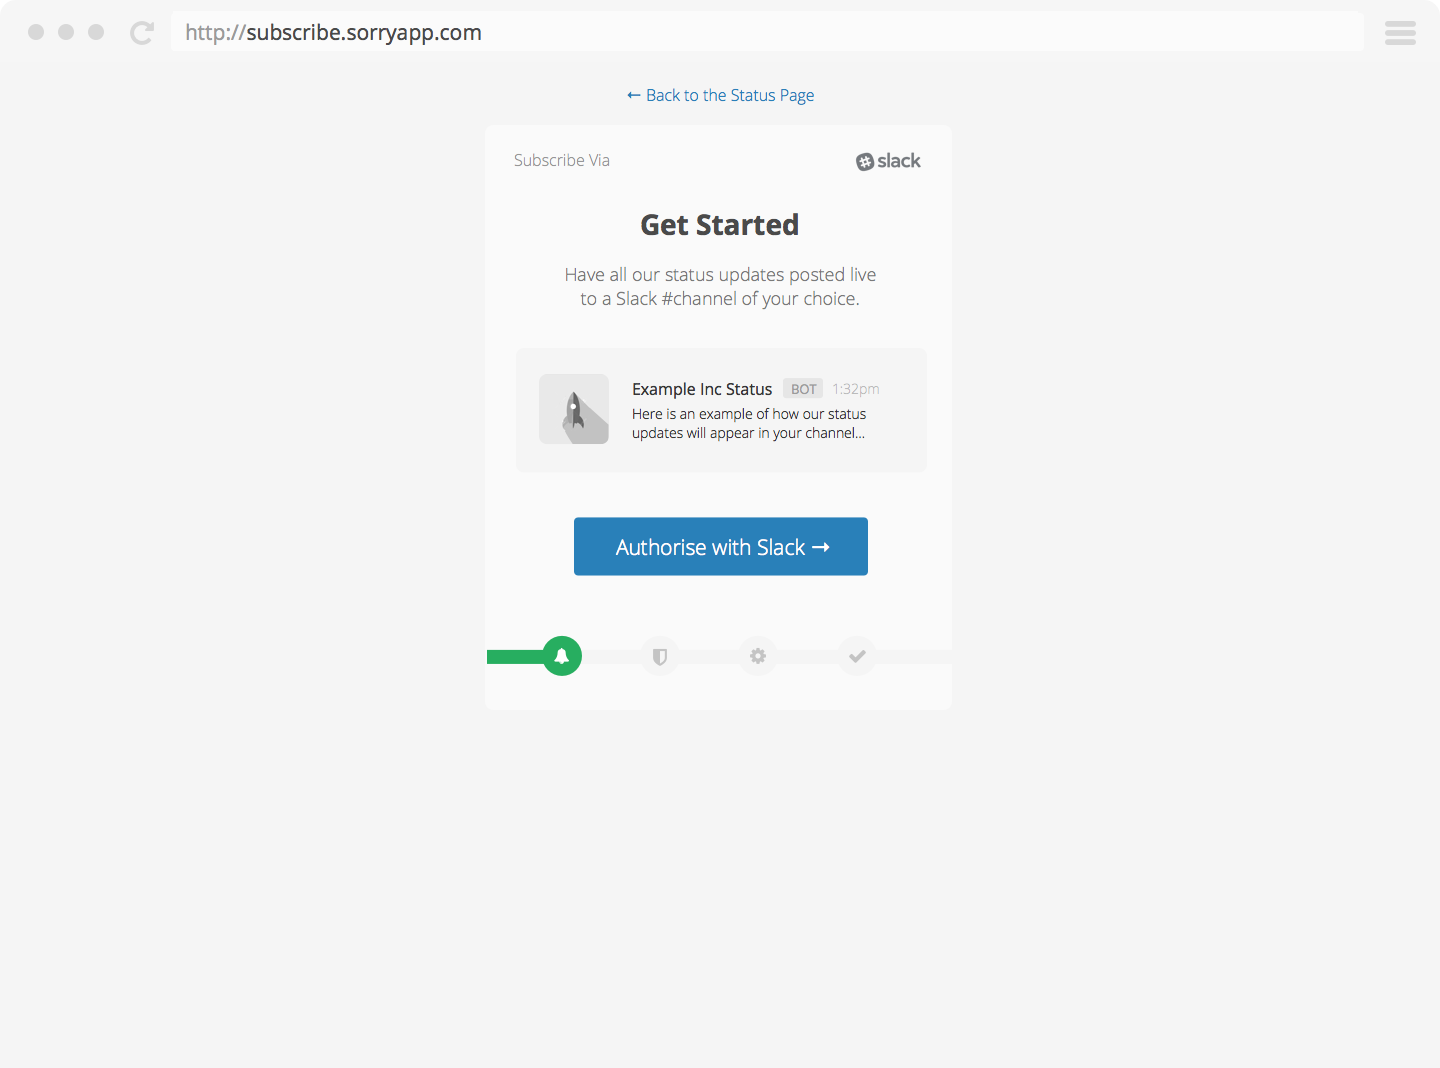 http://subscribe.sorryapp.com
← Back to the Status Page
Subscribe Via
slack
Get Started
Have all our status updates posted live
to a Slack #channel of your choice.
Example Inc Status BOT 1:32pm
Here is an example of how our status
updates will appear in your channel...
Authorise with Slack →